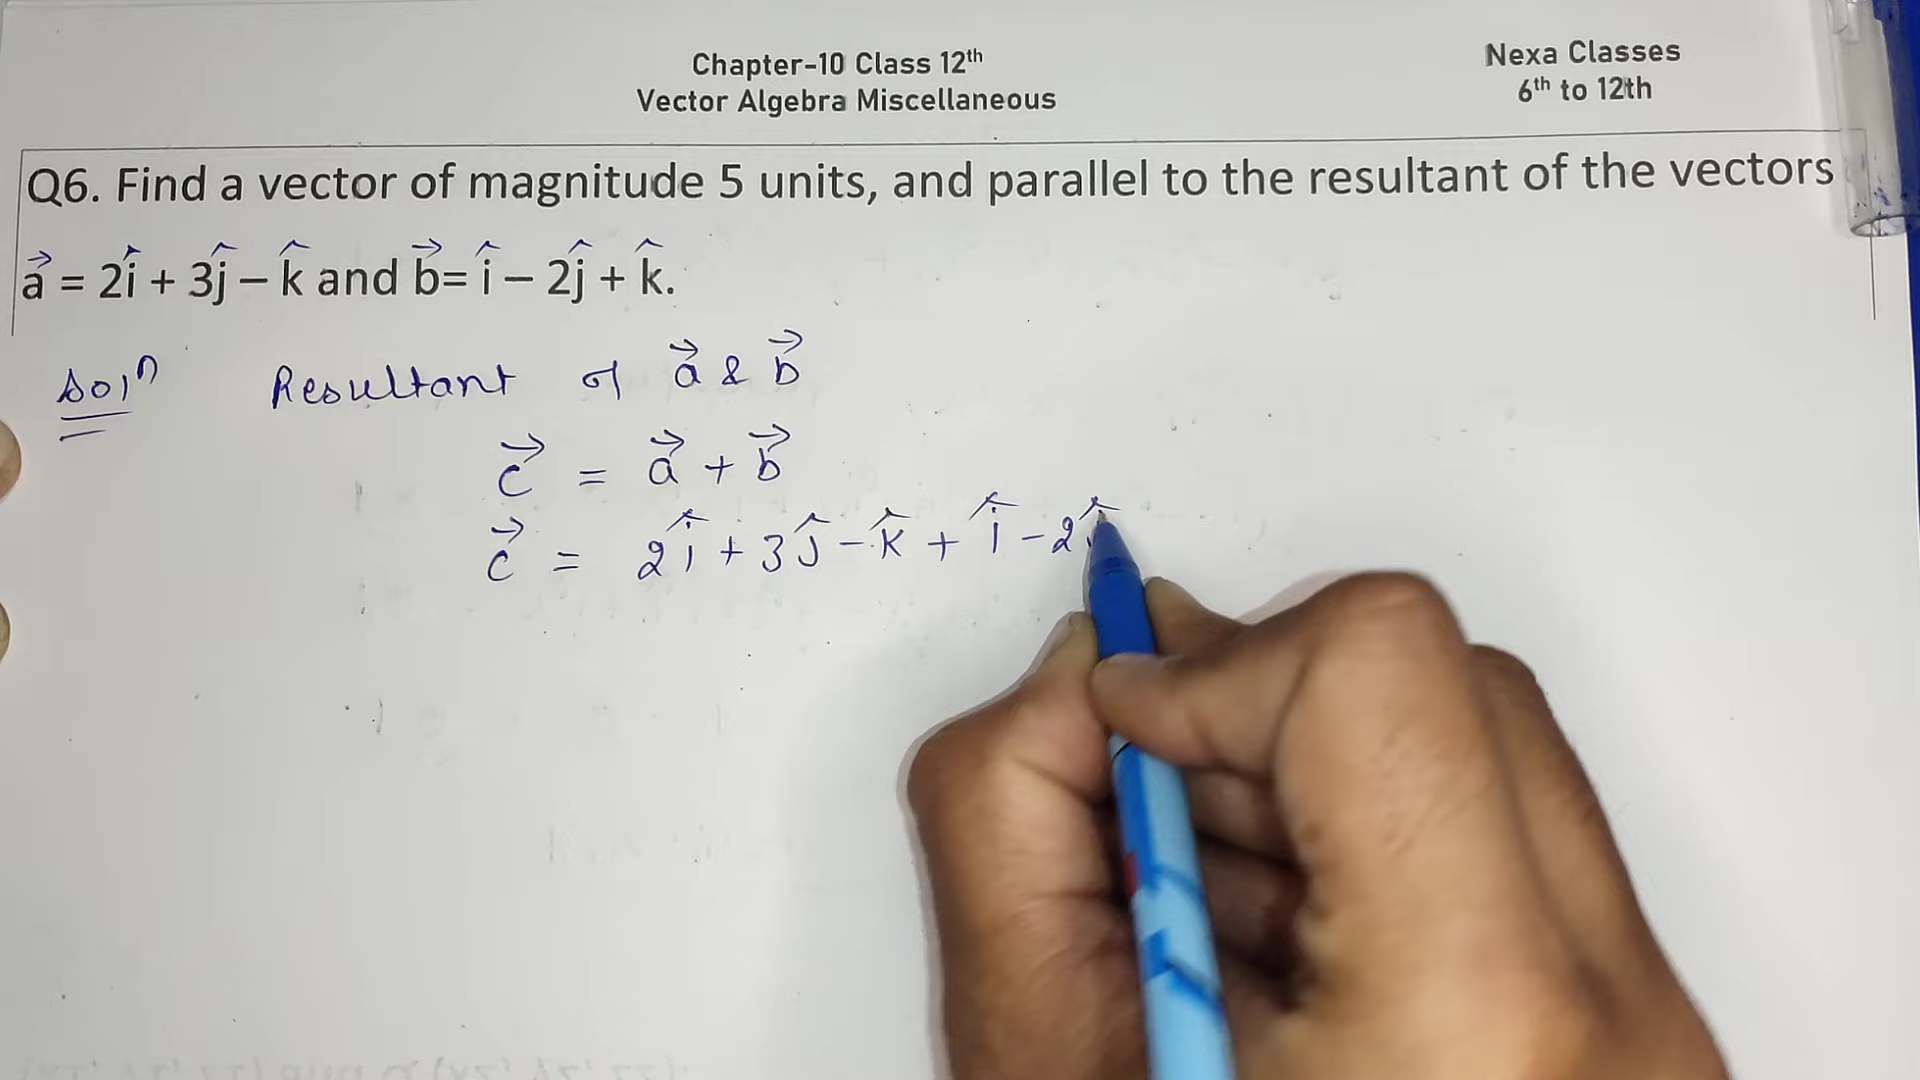 Chapter-10 Class 12th
Vector Algebra Miscellaneous
Nexa Classes
6th to 12th
Q6. Find a vector of magnitude 5 units, and parallel to the resultant of the vectors
a⃗ = 2î + 3ĵ – k̂ and b⃗= î – 2ĵ + k̂.
Solⁿ Resultant of a⃗ & b⃗
c⃗ = a⃗ + b⃗
c⃗ = 2î + 3ĵ – k̂ + î – 2